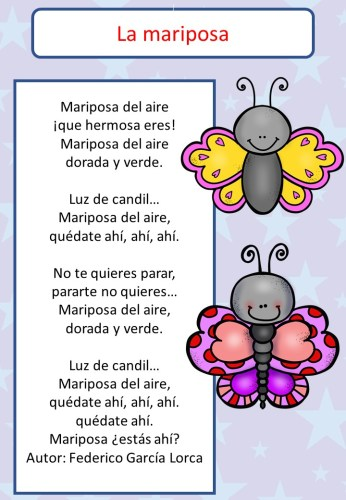 La mariposa
Mariposa del aire
¡que hermosa eres!
Mariposa del aire
dorada y verde.
Luz de candil...
Mariposa del aire,
quédate ahí, ahí, ahí.
No te quieres parar,
pararte no quieres...
Mariposa del aire,
dorada y verde.
Luz de candil...
Mariposa del aire,
quédate ahí, ahí, ahí.
quédate ahí.
Mariposa ¿estás ahí?
Autor: Federico García Lorca